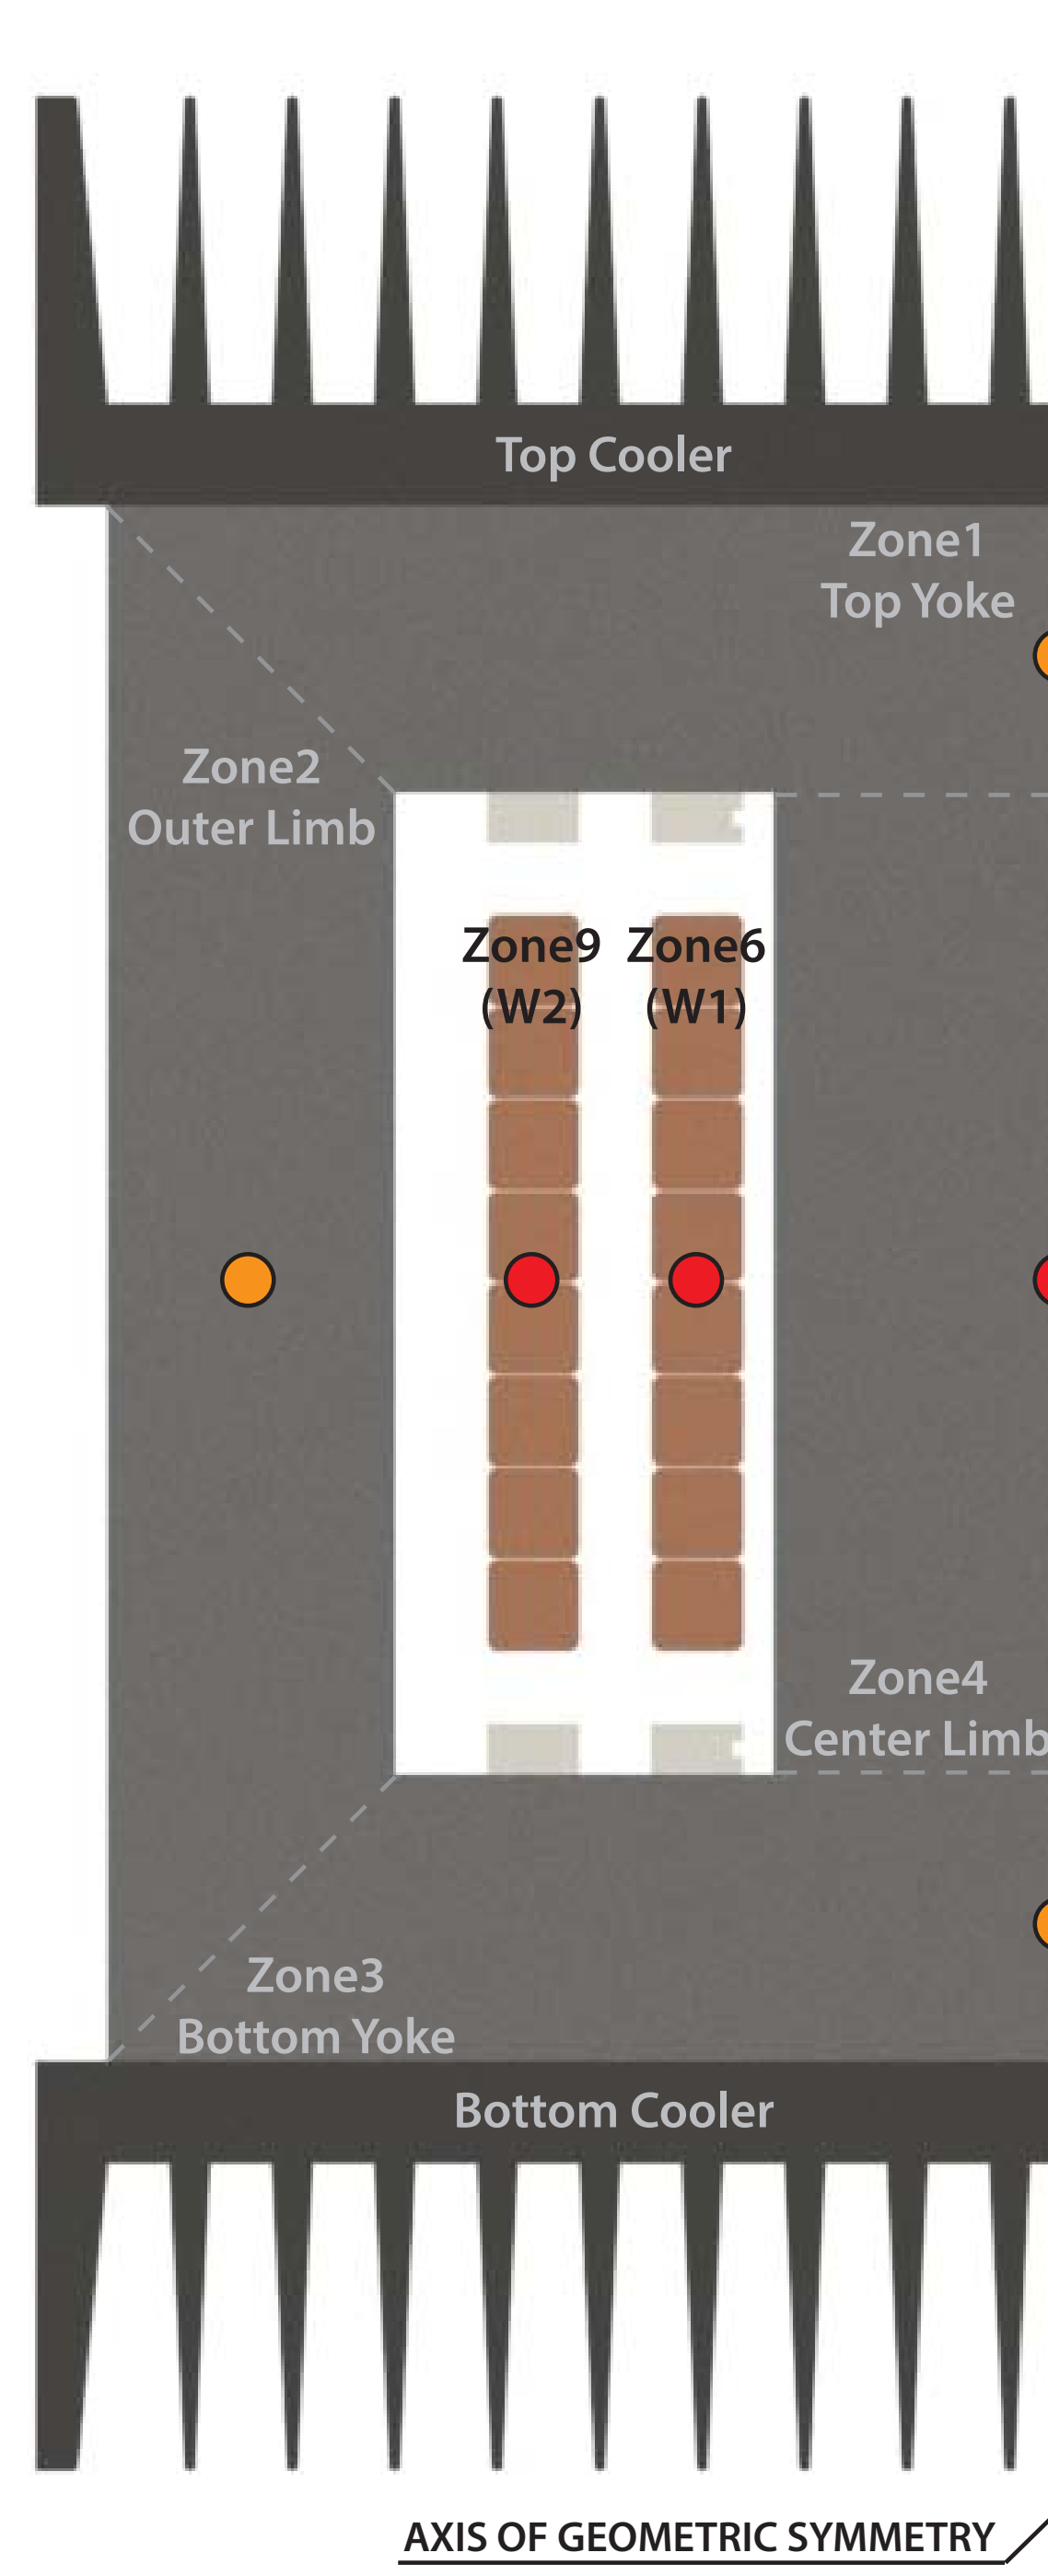 Top Cooler
Zone1
Top Yoke
Zone2
Outer Limb
Zone9 Zone6
(W2) (W1)
Zone4
Center Limb
Zone3
Bottom Yoke
Bottom Cooler
AXIS OF GEOMETRIC SYMMETRY